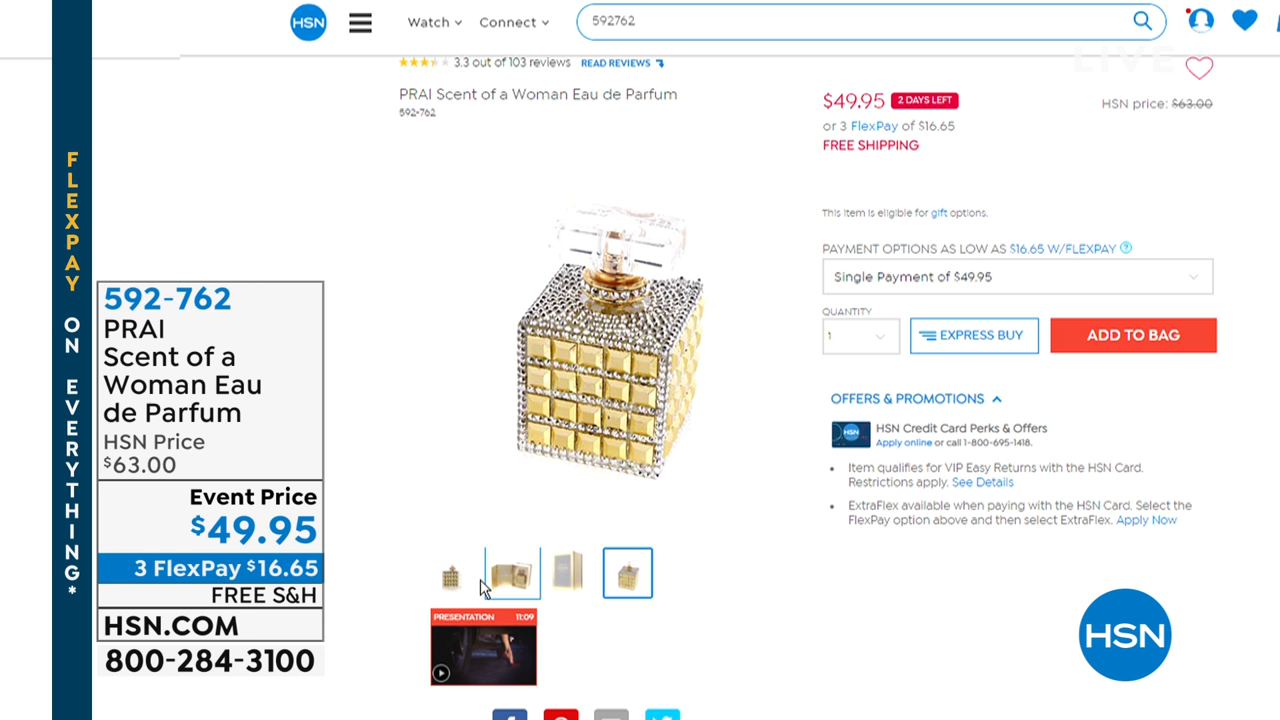 HSN
Watch
Connect
592762
LIVE
3.3 out of 103 reviews READ REVIEWS
PRAI Scent of a Woman Eau de Parfum
592-762
$49.95 2 DAYS LEFT
HSN price: $63.00
or 3 FlexPay of $16.65
FREE SHIPPING
This item is eligible for gift options.
PAYMENT OPTIONS AS LOW AS $16.65 W/FLEXPAY ?
Single Payment of $49.95
QUANTITY
1
EXPRESS BUY
ADD TO BAG
OFFERS & PROMOTIONS
HSN
HSN Credit Card Perks & Offers
Apply online or call 1-800-695-1418.
• Item qualifies for VIP Easy Returns with the HSN Card.
Restrictions apply. See Details
• ExtraFlex available when paying with the HSN Card. Select the
FlexPay option above and then select ExtraFlex. Apply Now
PRESENTATION 11:09
FLEXPAY ON EVERYTHING*
592-762
PRAI
Scent of a
Woman Eau
de Parfum
HSN Price
$63.00
Event Price
$49.95
3 FlexPay $16.65
FREE S&H
HSN.COM
800-284-3100
HSN